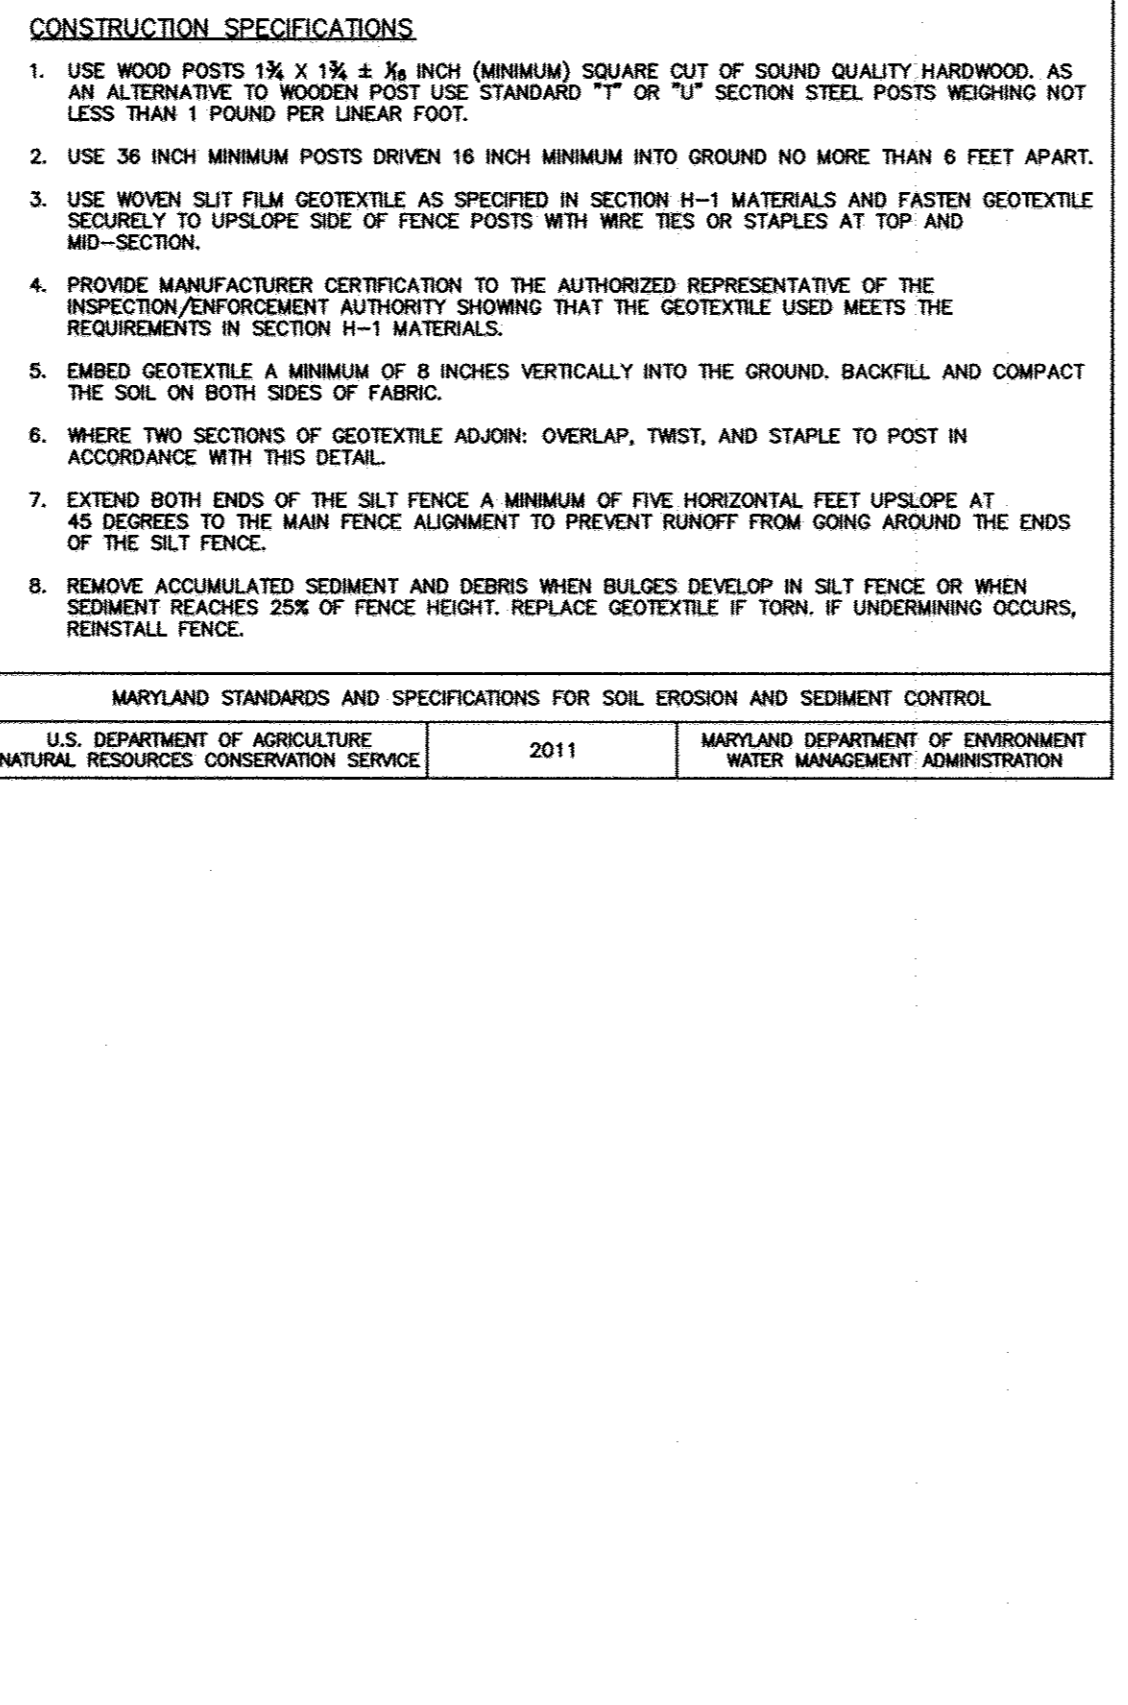 CONSTRUCTION SPECIFICATIONS
1. USE WOOD POSTS 1¾ X 1¾ ± 1⁄16 INCH (MINIMUM) SQUARE CUT OF SOUND QUALITY HARDWOOD. AS
AN ALTERNATIVE TO WOODEN POST USE STANDARD "T" OR "U" SECTION STEEL POSTS WEIGHING NOT
LESS THAN 1 POUND PER LINEAR FOOT.
2. USE 36 INCH MINIMUM POSTS DRIVEN 16 INCH MINIMUM INTO GROUND NO MORE THAN 6 FEET APART.
3. USE WOVEN SLIT FILM GEOTEXTILE AS SPECIFIED IN SECTION H-1 MATERIALS AND FASTEN GEOTEXTILE
SECURELY TO UPSLOPE SIDE OF FENCE POSTS WITH WIRE TIES OR STAPLES AT TOP AND
MID-SECTION.
4. PROVIDE MANUFACTURER CERTIFICATION TO THE AUTHORIZED REPRESENTATIVE OF THE
INSPECTION/ENFORCEMENT AUTHORITY SHOWING THAT THE GEOTEXTILE USED MEETS THE
REQUIREMENTS IN SECTION H-1 MATERIALS.
5. EMBED GEOTEXTILE A MINIMUM OF 8 INCHES VERTICALLY INTO THE GROUND. BACKFILL AND COMPACT
THE SOIL ON BOTH SIDES OF FABRIC.
6. WHERE TWO SECTIONS OF GEOTEXTILE ADJOIN: OVERLAP, TWIST, AND STAPLE TO POST IN
ACCORDANCE WITH THIS DETAIL.
7. EXTEND BOTH ENDS OF THE SILT FENCE A MINIMUM OF FIVE HORIZONTAL FEET UPSLOPE AT
45 DEGREES TO THE MAIN FENCE ALIGNMENT TO PREVENT RUNOFF FROM GOING AROUND THE ENDS
OF THE SILT FENCE.
8. REMOVE ACCUMULATED SEDIMENT AND DEBRIS WHEN BULGES DEVELOP IN SILT FENCE OR WHEN
SEDIMENT REACHES 25% OF FENCE HEIGHT. REPLACE GEOTEXTILE IF TORN. IF UNDERMINING OCCURS,
REINSTALL FENCE.
MARYLAND STANDARDS AND SPECIFICATIONS FOR SOIL EROSION AND SEDIMENT CONTROL
U.S. DEPARTMENT OF AGRICULTURE
NATURAL RESOURCES CONSERVATION SERVICE
2011
MARYLAND DEPARTMENT OF ENVIRONMENT
WATER MANAGEMENT ADMINISTRATION